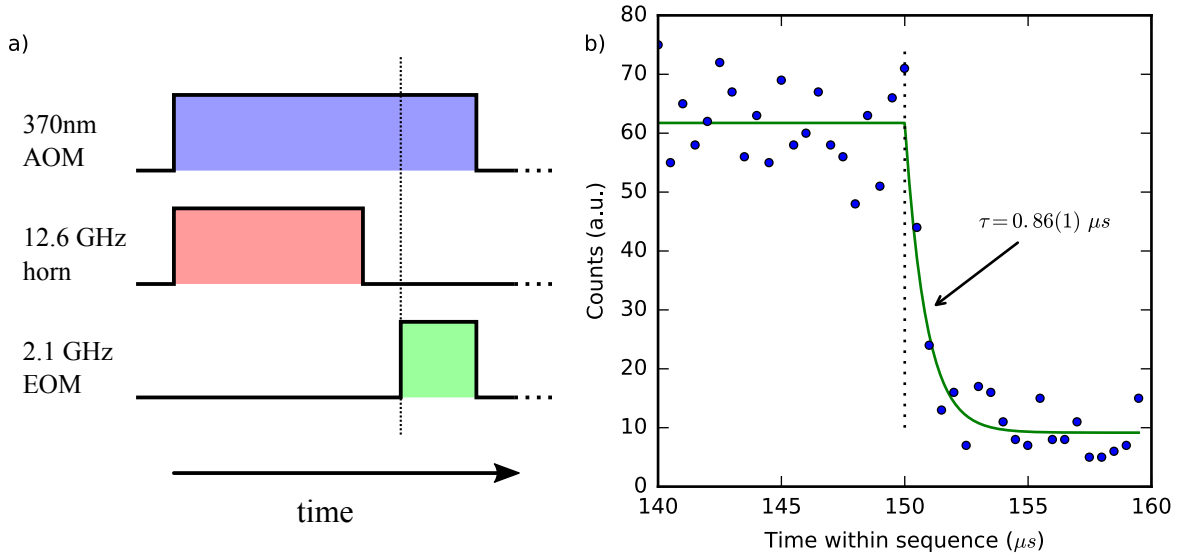 a)
370nm
AOM
12.6 GHz
horn
2.1 GHz
EOM
time
b)
80
70
60
50
40
30
20
10
0
Counts (a.u.)
τ=0.86(1) μs
140
145
150
155
160
Time within sequence (μs)